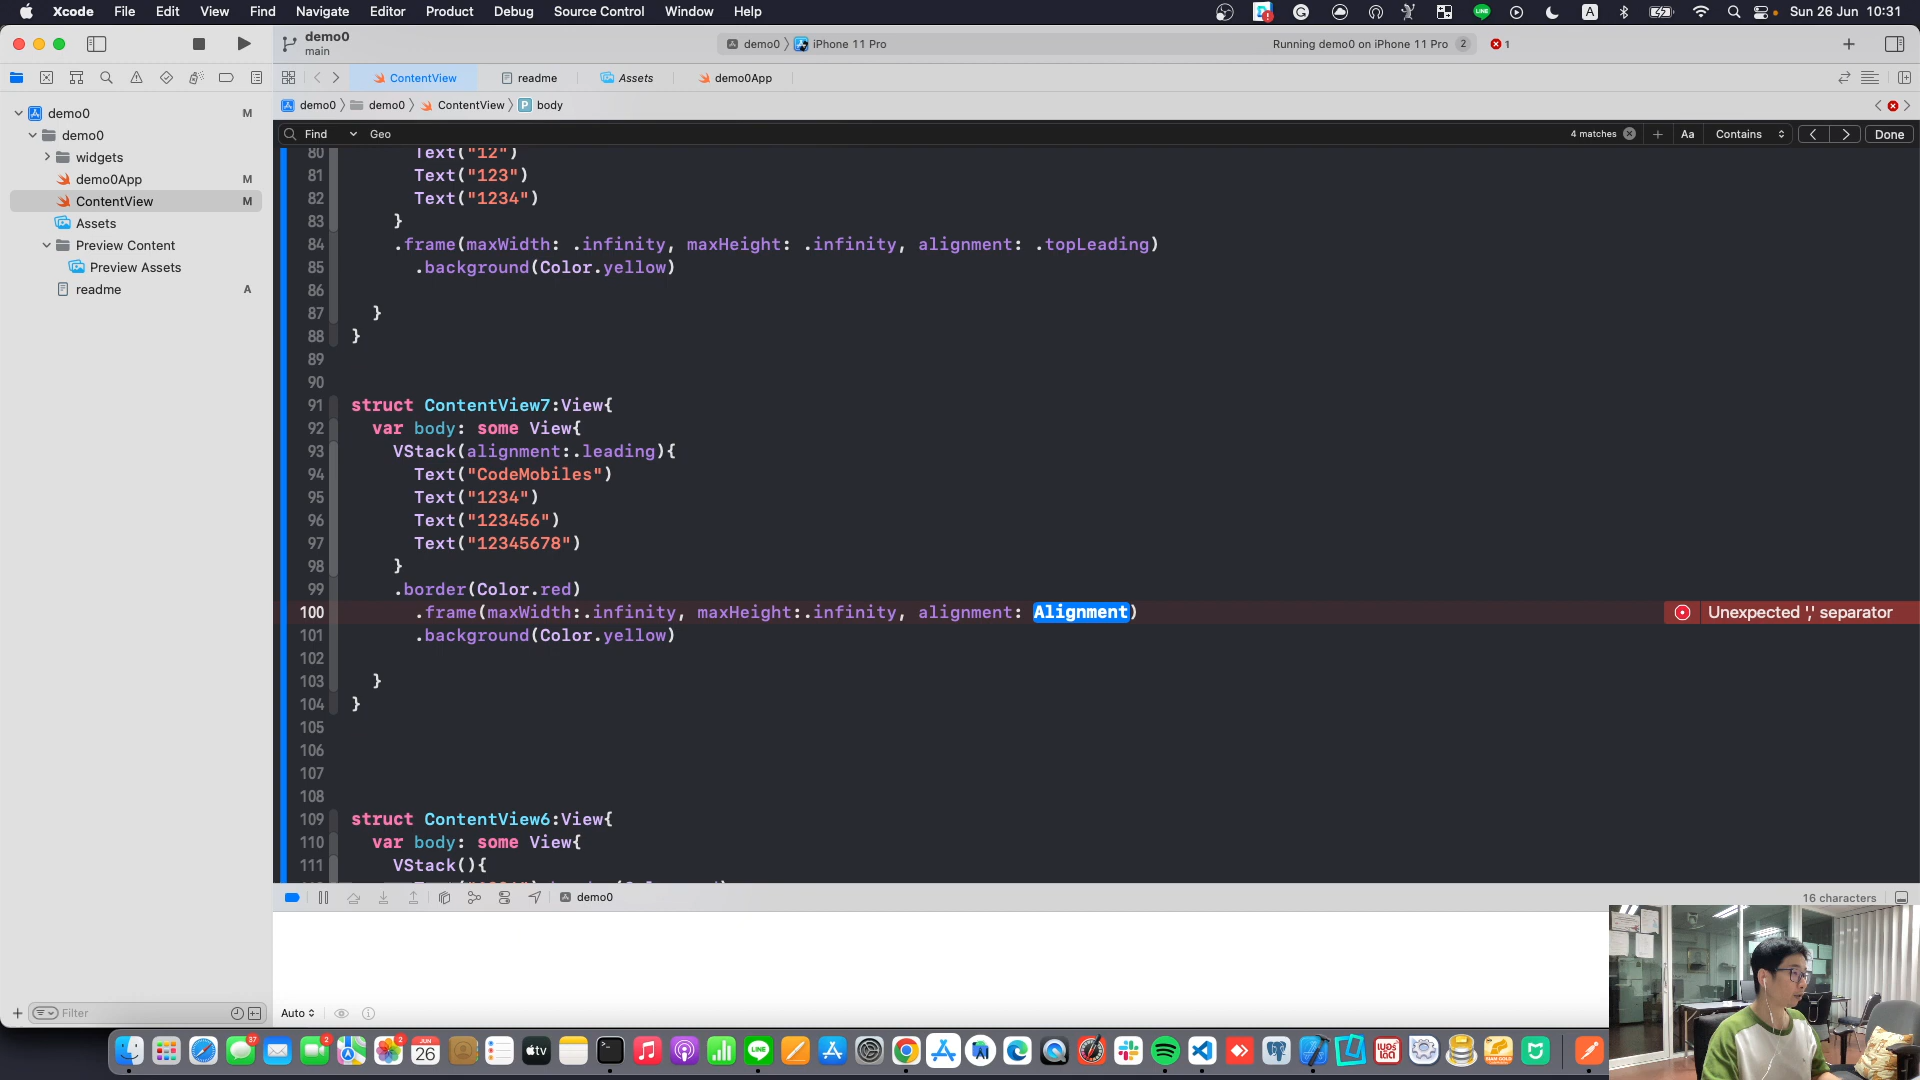 Xcode File Edit View Find Navigate Editor Product Debug Source Control Window Help
A
Sun 26 Jun 10:31
demo0
main
demo0 iPhone 11 Pro
Running demo0 on iPhone 11 Pro 2
1
ContentView readme Assets demo0App
demo0 demo0 ContentView P body
demo0 M
demo0
widgets
demo0App M
ContentView M
Assets
Preview Content
Preview Assets
readme A
Find Geo 4 matches Aa Contains Done
80 Text("12")
81 Text("123")
82 Text("1234")
83 }
84 .frame(maxWidth: .infinity, maxHeight: .infinity, alignment: .topLeading)
85 .background(Color.yellow)
86
87 }
88 }
89
90
91 struct ContentView7:View{
92 var body: some View{
93 VStack(alignment:.leading){
94 Text("CodeMobiles")
95 Text("1234")
96 Text("123456")
97 Text("12345678")
98 }
99 .border(Color.red)
100 .frame(maxWidth:.infinity, maxHeight:.infinity, alignment: Alignment)
Unexpected ',' separator
101 .background(Color.yellow)
102
103 }
104 }
105
106
107
108
109 struct ContentView6:View{
110 var body: some View{
111 VStack(){
demo0
16 characters
Filter
Auto
37
2
2
JUN
26
tv